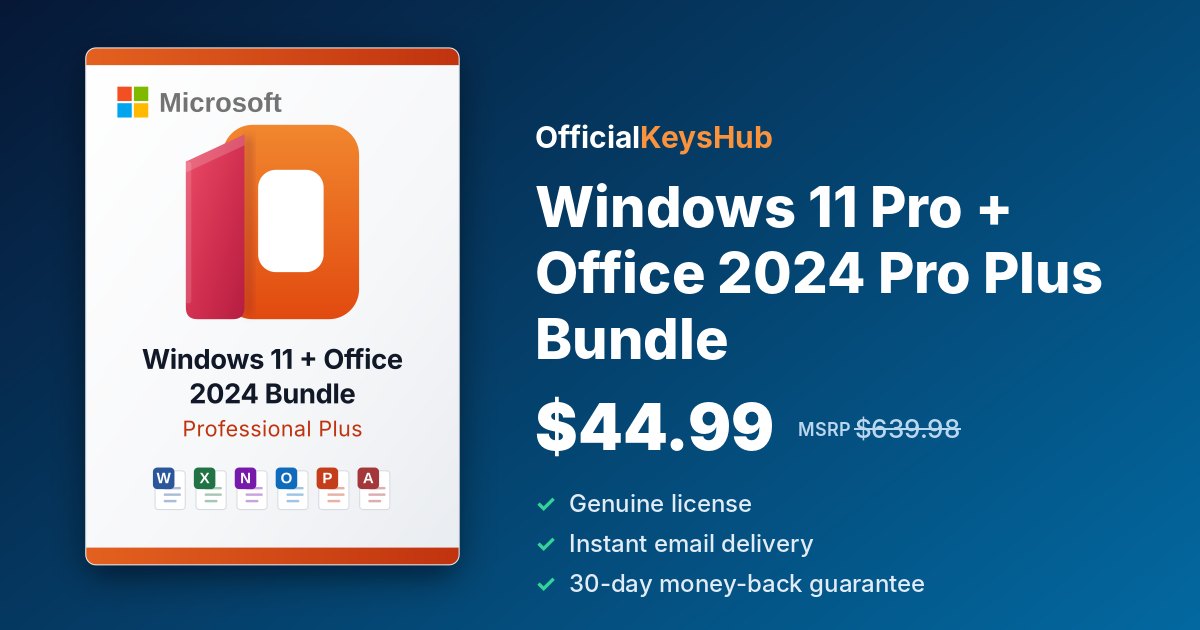 Microsoft
Windows 11 + Office
2024 Bundle
Professional Plus
W X N O P A
OfficialKeysHub
Windows 11 Pro +
Office 2024 Pro Plus
Bundle
$44.99 MSRP $639.98
✓ Genuine license
✓ Instant email delivery
✓ 30-day money-back guarantee